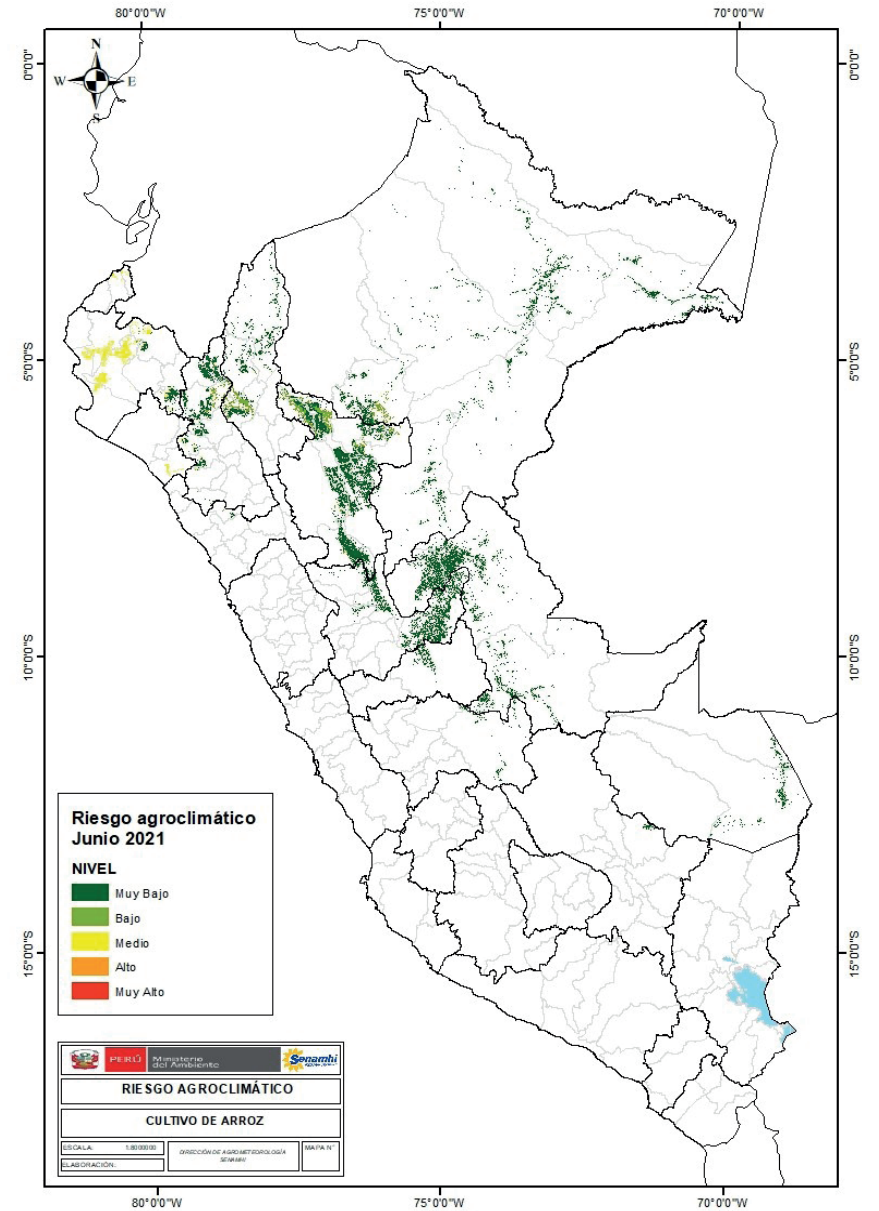 80°0'0"W 75°0'0"W 70°0'0"W
0°0'0" 0°0'0"
N
W E
S
5°0'0"S 5°0'0"S
10°0'0"S 10°0'0"S
Riesgo agroclimático
Junio 2021
NIVEL
Muy Bajo
Bajo
Medio
Alto
Muy Alto
15°0'0"S 15°0'0"S
PERÚ Ministerio
del Ambiente
Senamhi
RIESGO AGROCLIMÁTICO
CULTIVO DE ARROZ
ESCALA: 1:8000000
DIRECCIÓN DE AGROMETEOROLOGÍA
SENAMHI
MAPA N°
ELABORACIÓN:
80°0'0"W 75°0'0"W 70°0'0"W